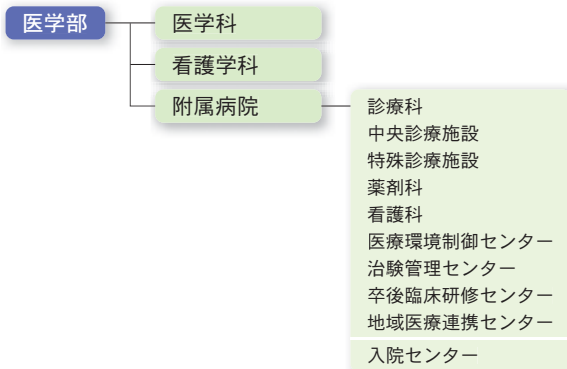 医学部
医学科
看護学科
附属病院
診療科
中央診療施設
特殊診療施設
薬剤科
看護科
医療環境制御センター
治験管理センター
卒後臨床研修センター
地域医療連携センター
入院センター